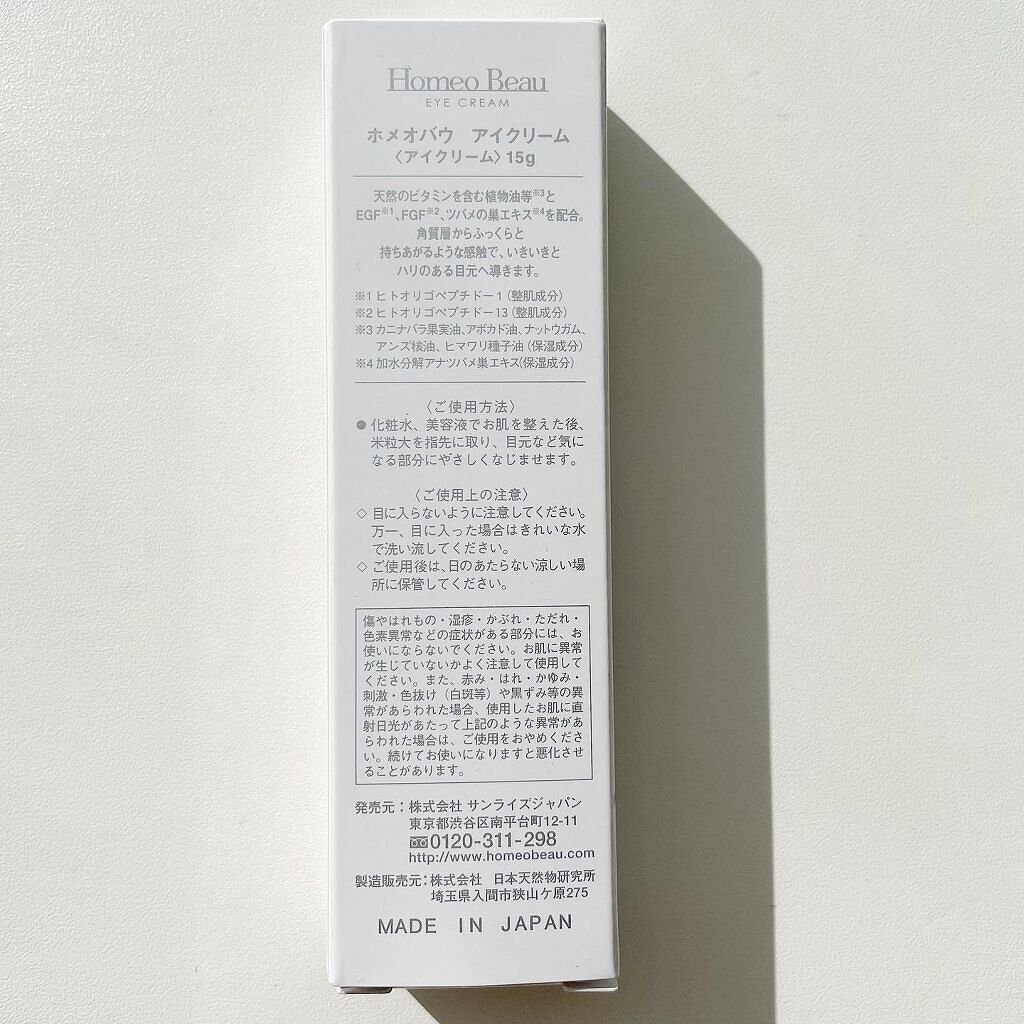 Homeo Beau
EYE CREAM
ホメオバウ アイクリーム
〈アイクリーム〉15g
天然のビタミンを含む植物油等※3と
EGF※1、FGF※2、ツバメの巣エキス※4を配合。
角質層からふっくらと
持ちあがるような感触で、いきいきと
ハリのある目元へ導きます。
※1 ヒトオリゴペプチドー1（整肌成分）
※2 ヒトオリゴペプチドー13（整肌成分）
※3 カニナバラ果実油、アボカド油、ナットウガム、
アンズ核油、ヒマワリ種子油（保湿成分）
※4 加水分解アナツバメ巣エキス(保湿成分)
〈ご使用方法〉
● 化粧水、美容液でお肌を整えた後、
米粒大を指先に取り、目元など気に
なる部分にやさしくなじませます。
〈ご使用上の注意〉
◇ 目に入らないように注意してください。
万一、目に入った場合はきれいな水
で洗い流してください。
◇ ご使用後は、日のあたらない涼しい場
所に保管してください。
傷やはれもの・湿疹・かぶれ・ただれ・
色素異常などの症状がある部分には、お
使いにならないでください。お肌に異常
が生じていないかよく注意して使用して
ください。また、赤み・はれ・かゆみ・
刺激・色抜け（白斑等）や黒ずみ等の異
常があらわれた場合、使用したお肌に直
射日光があたって上記のような異常があ
らわれた場合は、ご使用をおやめくださ
い。続けてお使いになりますと悪化させ
ることがあります。
発売元：株式会社 サンライズジャパン
東京都渋谷区南平台町12-11
0120-311-298
http://www.homeobeau.com
製造販売元：株式会社 日本天然物研究所
埼玉県入間市狭山ケ原275
MADE IN JAPAN